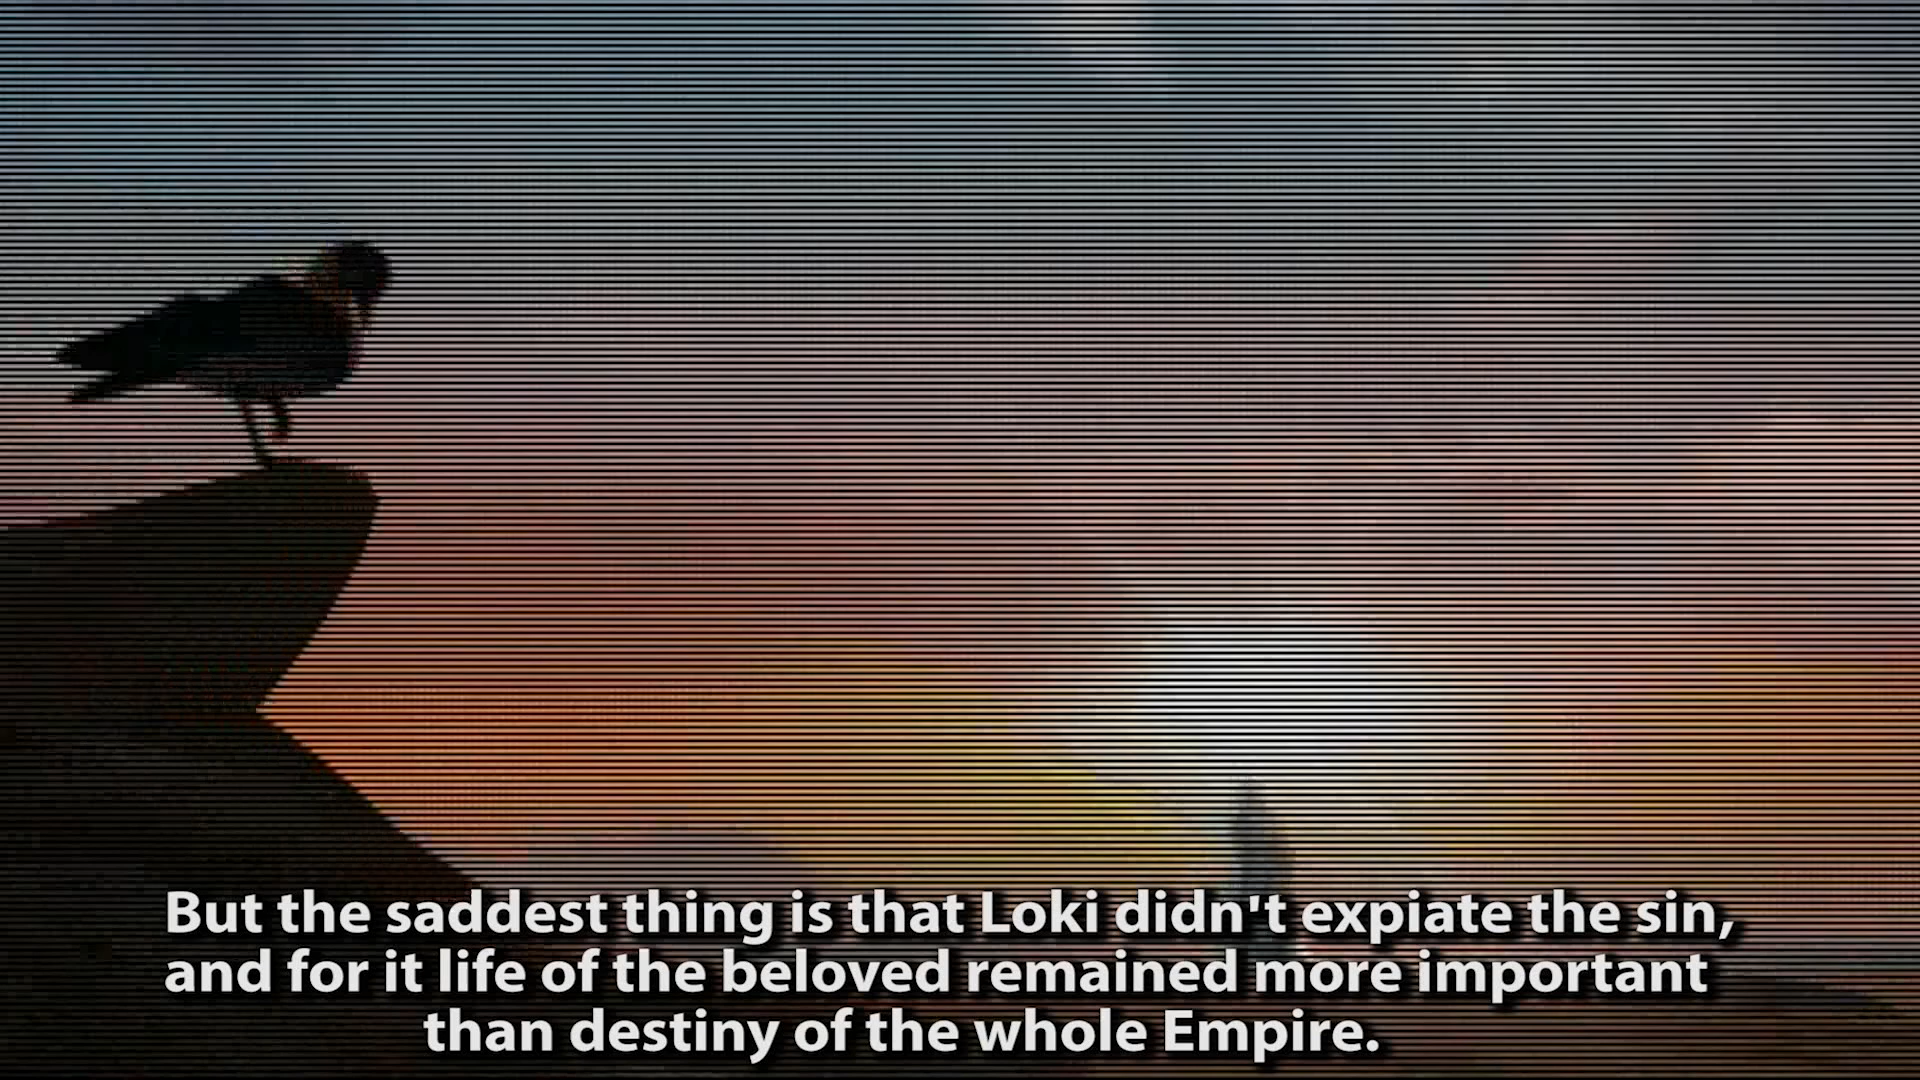 But the saddest thing is that Loki didn't expiate the sin,
and for it life of the beloved remained more important
than destiny of the whole Empire.